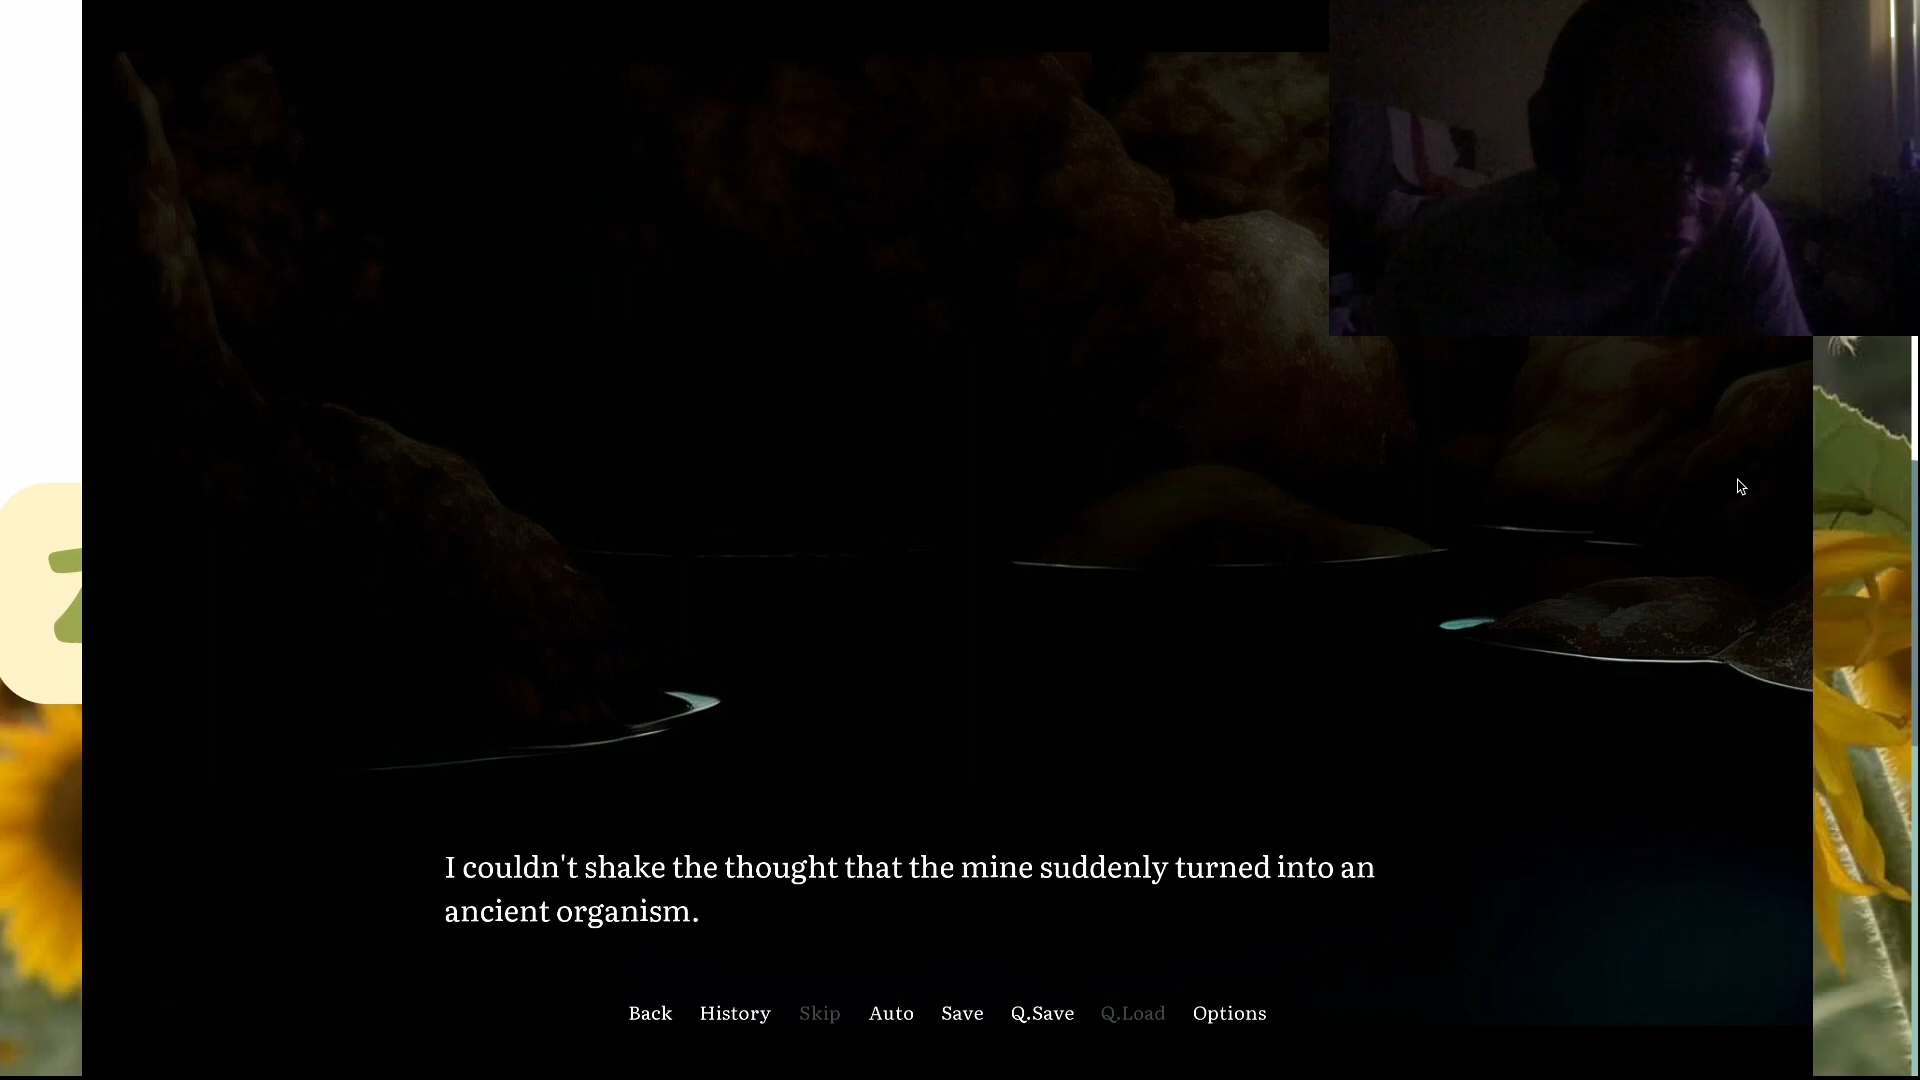 I couldn't shake the thought that the mine suddenly turned into an
ancient organism.
Back History Skip Auto Save Q.Save Q.Load Options